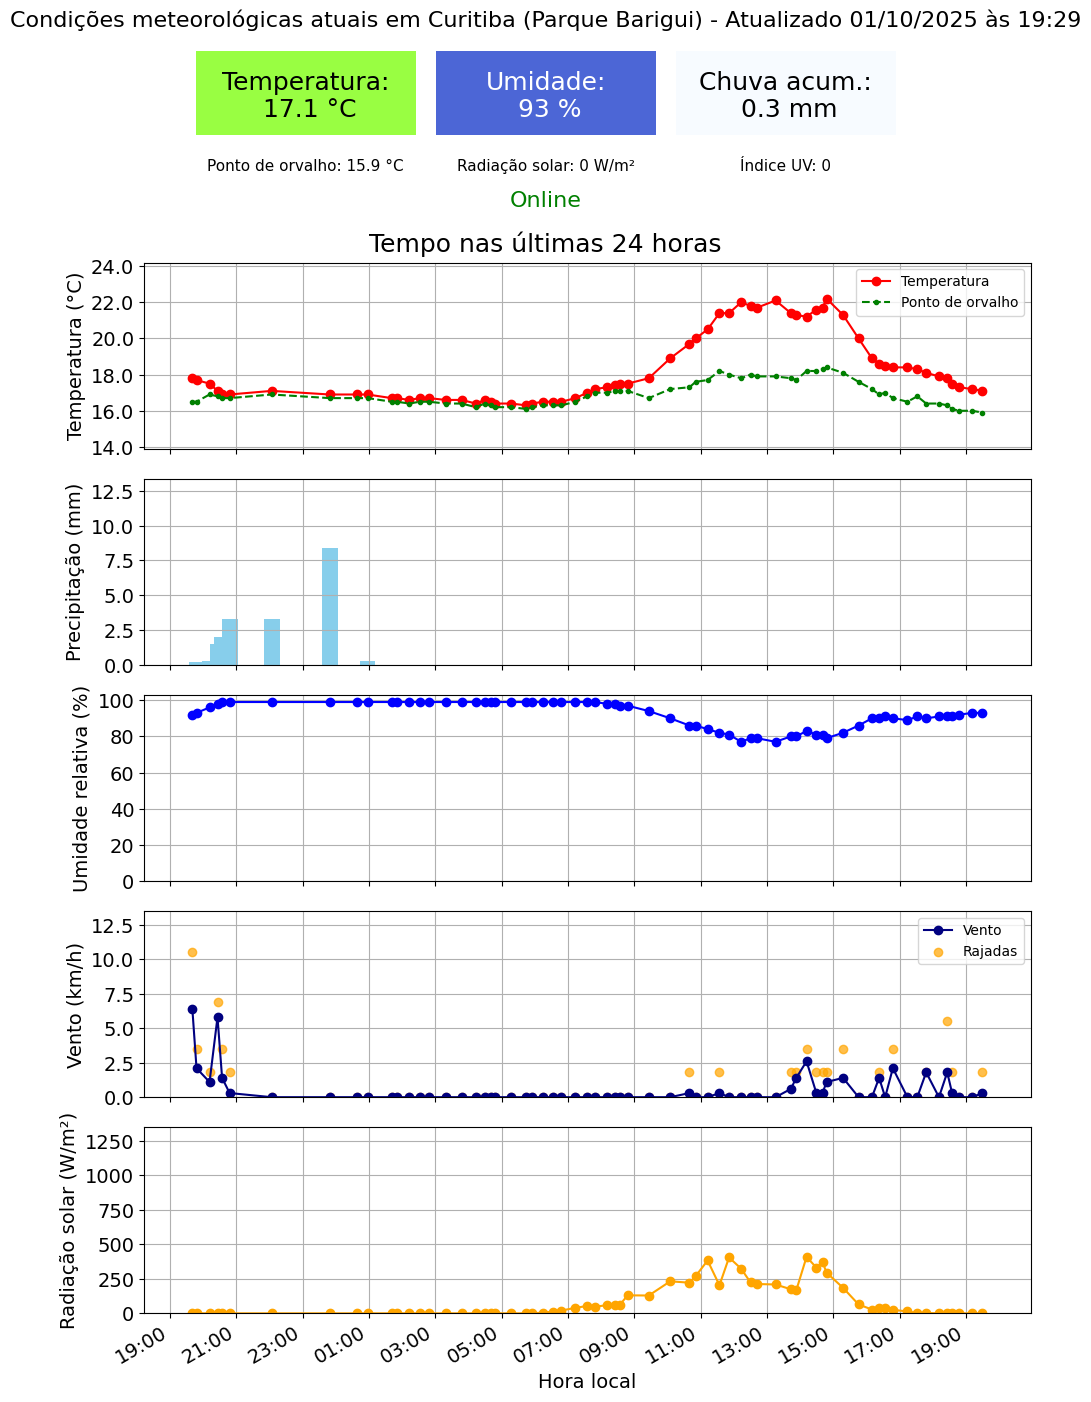 Condições meteorológicas atuais em Curitiba (Parque Barigui) - Atualizado 01/10/2025 às 19:29
Temperatura:
17.1 °C
Umidade:
93 %
Chuva acum.:
0.3 mm
Ponto de orvalho: 15.9 °C
Radiação solar: 0 W/m²
Índice UV: 0
Online
Tempo nas últimas 24 horas
Temperatura (°C)
24.0
22.0
20.0
18.0
16.0
14.0
Temperatura
Ponto de orvalho
Precipitação (mm)
12.5
10.0
7.5
5.0
2.5
0.0
Umidade relativa (%)
100
80
60
40
20
0
Vento (km/h)
12.5
10.0
7.5
5.0
2.5
0.0
Vento
Rajadas
Radiação solar (W/m²)
1250
1000
750
500
250
0
19:00 21:00 23:00 01:00 03:00 05:00 07:00 09:00 11:00 13:00 15:00 17:00 19:00
Hora local